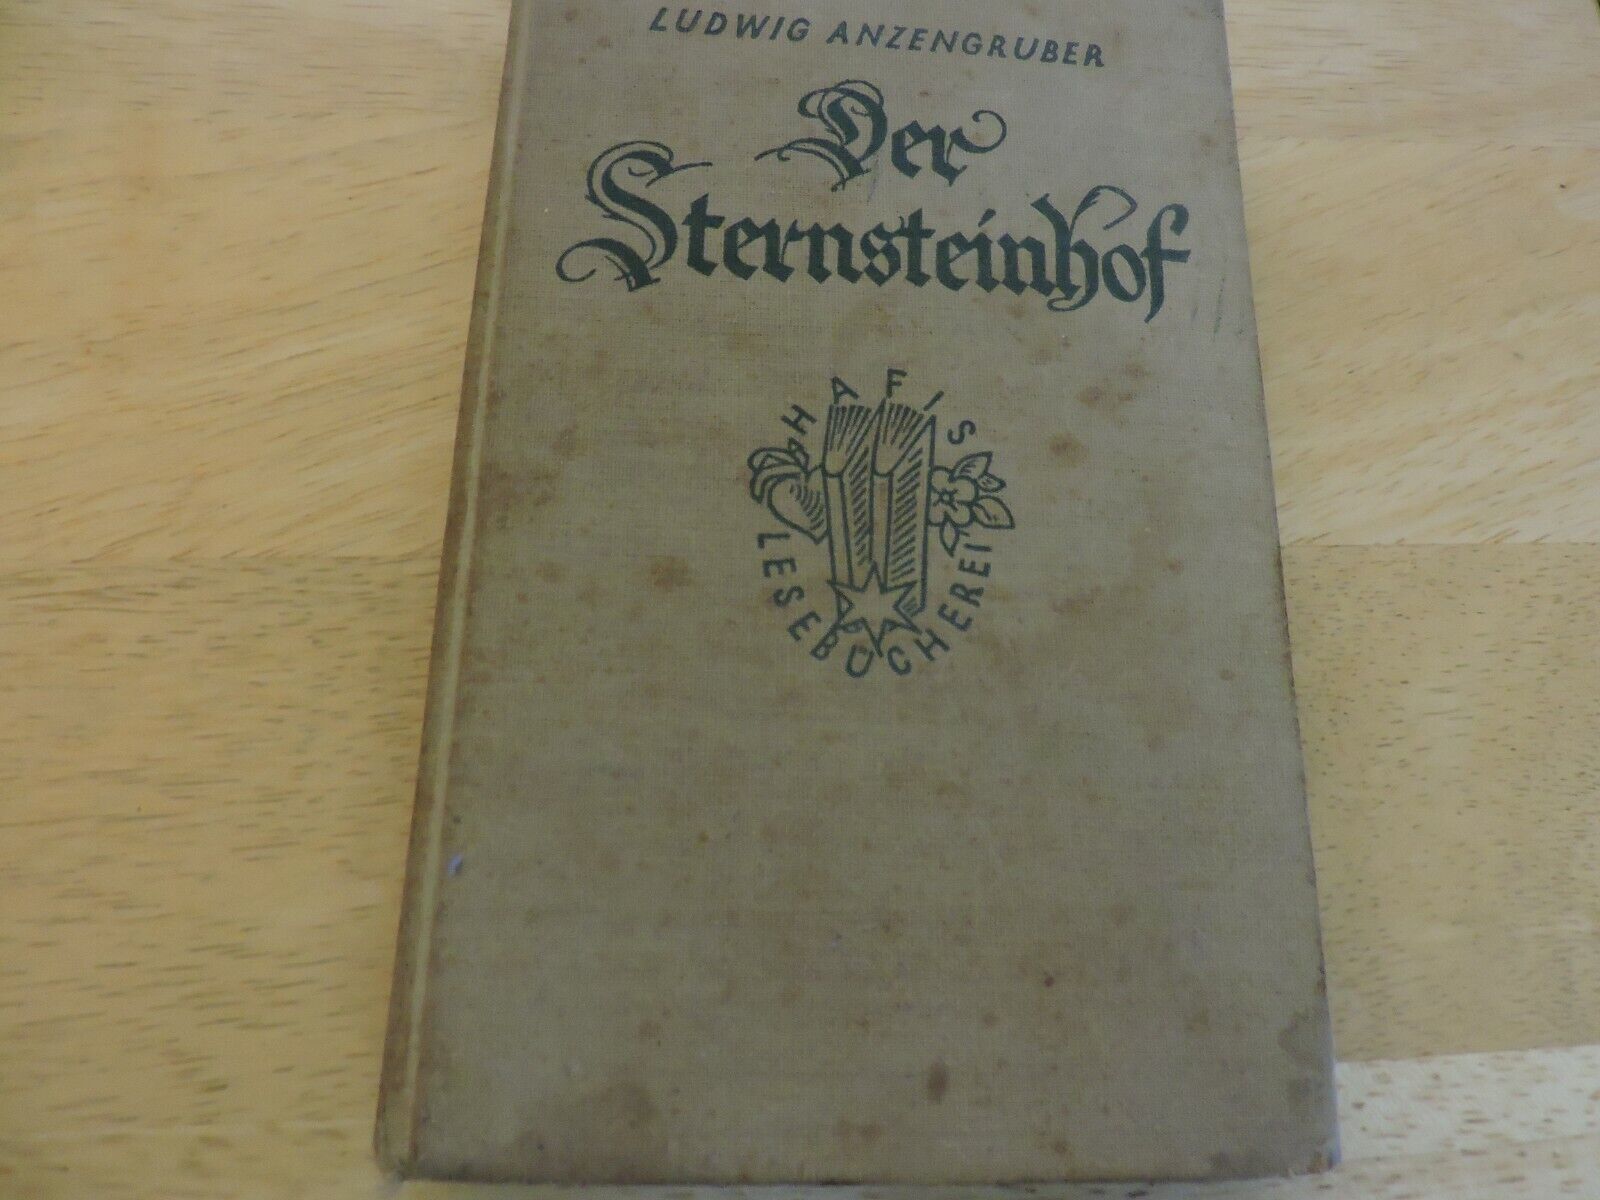 LUDWIG ANZENGRUBER
Der
Sternsteinhof
HAFIS
LESEBÜCHEREI